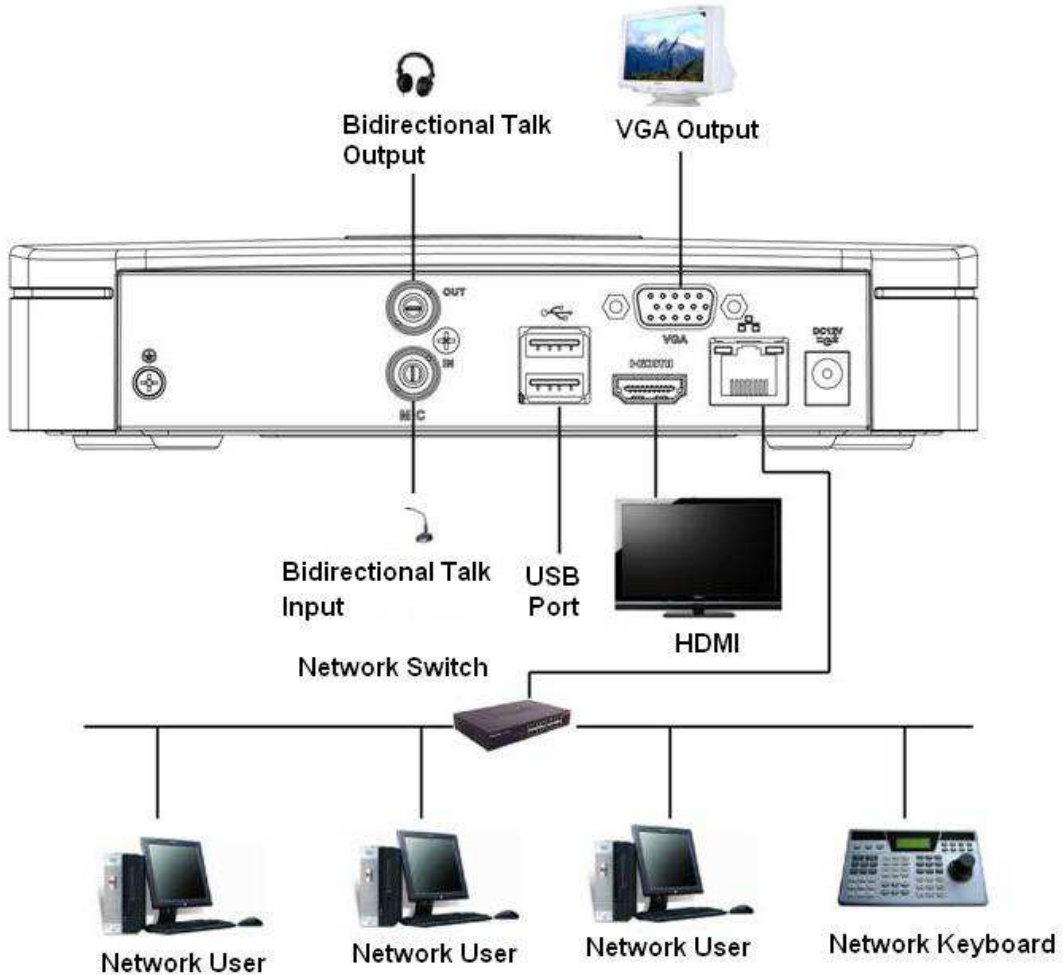 Bidirectional Talk
Output
VGA Output
OUT
IN
MIC
VGA
HDMI
DC12V
Bidirectional Talk
Input
USB
Port
HDMI
Network Switch
Network User
Network User
Network User
Network Keyboard